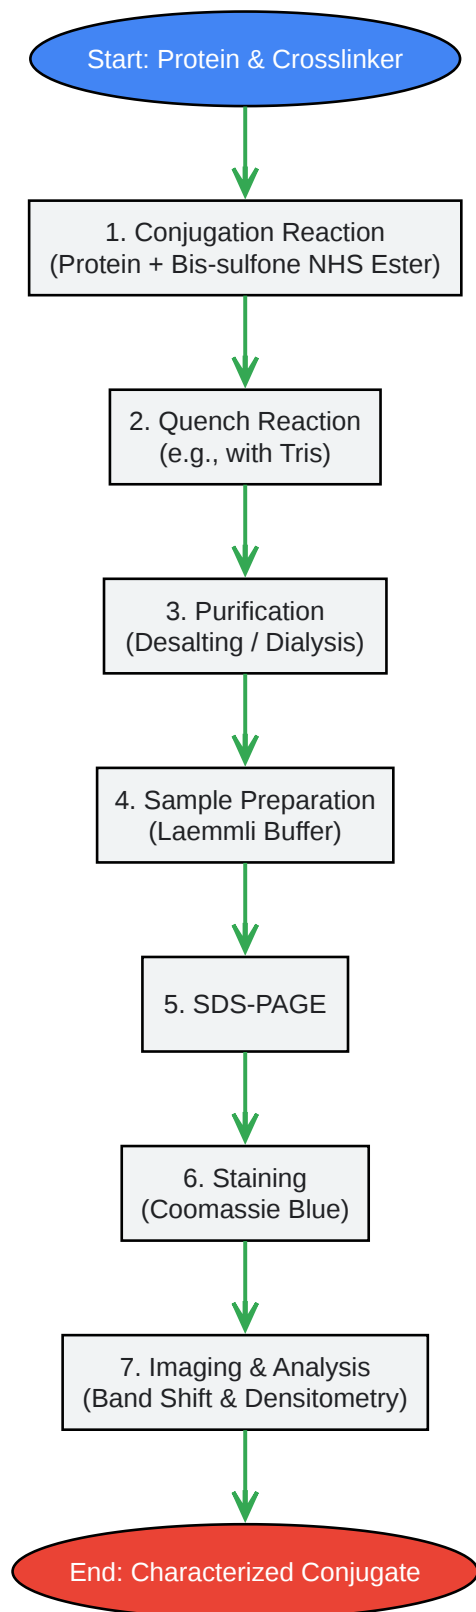 Start: Protein & Crosslinker
1. Conjugation Reaction
(Protein + Bis-sulfone NHS Ester)
2. Quench Reaction
(e.g., with Tris)
3. Purification
(Desalting / Dialysis)
4. Sample Preparation
(Laemmli Buffer)
5. SDS-PAGE
6. Staining
(Coomassie Blue)
7. Imaging & Analysis
(Band Shift & Densitometry)
End: Characterized Conjugate